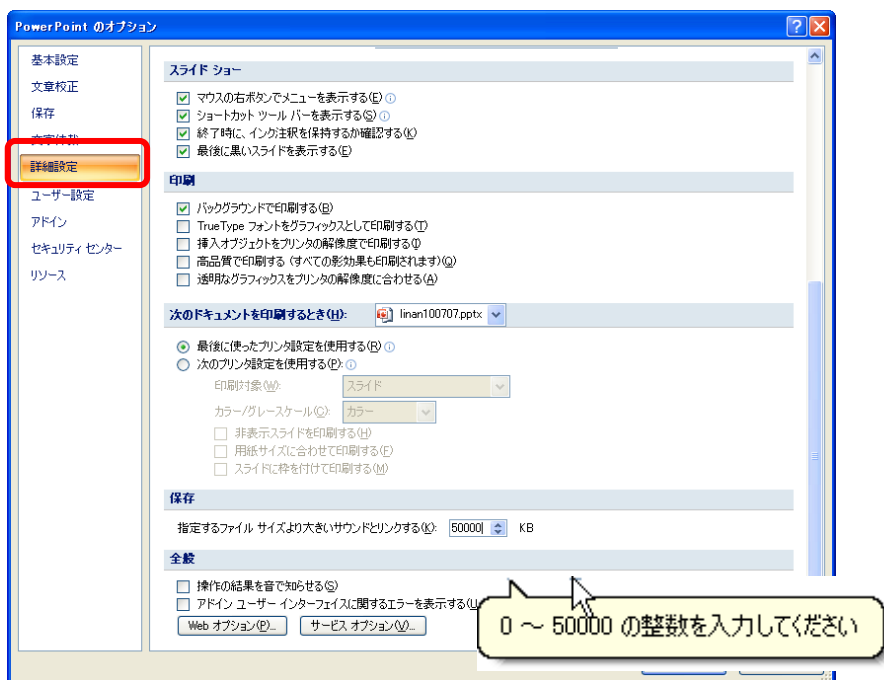 PowerPoint のオプション
基本設定
文章校正
保存
詳細設定
ユーザー設定
アドイン
セキュリティ センター
リソース
スライド ショー
マウスの右ボタンでメニューを表示する(E)
ショートカット ツール バーを表示する(S)
終了時に、インク注釈を保持するか確認する(K)
最後に黒いスライドを表示する(E)
印刷
バックグラウンドで印刷する(B)
TrueType フォントをグラフィックスとして印刷する(T)
挿入オブジェクトをプリンタの解像度で印刷する(I)
高品質で印刷する (すべての影効果も印刷されます)(Q)
透明なグラフィックスをプリンタの解像度に合わせる(A)
次のドキュメントを印刷するとき(H): linan100707.pptx
最後に使ったプリンタ設定を使用する(R)
次のプリンタ設定を使用する(P):
印刷対象(W): スライド
カラー/グレースケール(C): カラー
非表示スライドを印刷する(H)
用紙サイズに合わせて印刷する(F)
スライドに枠を付けて印刷する(M)
保存
指定するファイル サイズより大きいサウンドとリンクする(K): 50000 KB
全般
操作の結果を音で知らせる(S)
アドイン ユーザー インターフェイスに関するエラーを表示する(U
Web オプション(P)... サービス オプション(V)...
0 ～ 50000 の整数を入力してください